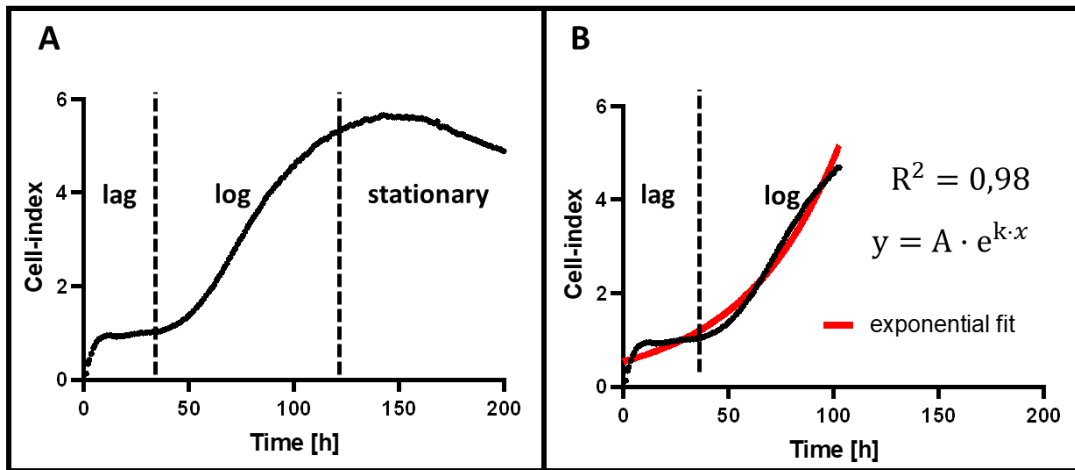 A
6
4
2
0
Cell-index
lag
log
stationary
0
50
100
150
200
Time [h]
B
6
4
2
0
Cell-index
lag
log
R² = 0,98
y = A · e^{k·x}
exponential fit
0
50
100
150
200
Time [h]